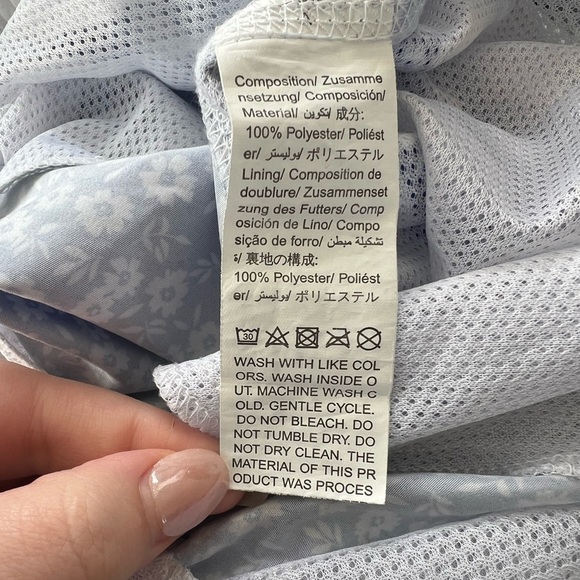 Composition/ Zusamme
nsetzung/ Composición/
Material/ تكوين/ 成分:
100% Polyester/ Poliést
er/ بوليستر/ ポリエステル
Lining/ Composition de
doublure/ Zusammenset
zung des Futters/ Comp
osición de Lino/ Compo
sição de forro/ تشكيلة مبطن
ة/ 裏地の構成:
100% Polyester/ Poliést
er/ بوليستر/ ポリエステル
30
WASH WITH LIKE COL
ORS. WASH INSIDE O
UT. MACHINE WASH C
OLD. GENTLE CYCLE.
DO NOT BLEACH. DO
NOT TUMBLE DRY. DO
NOT DRY CLEAN. THE
MATERIAL OF THIS PR
ODUCT WAS PROCES